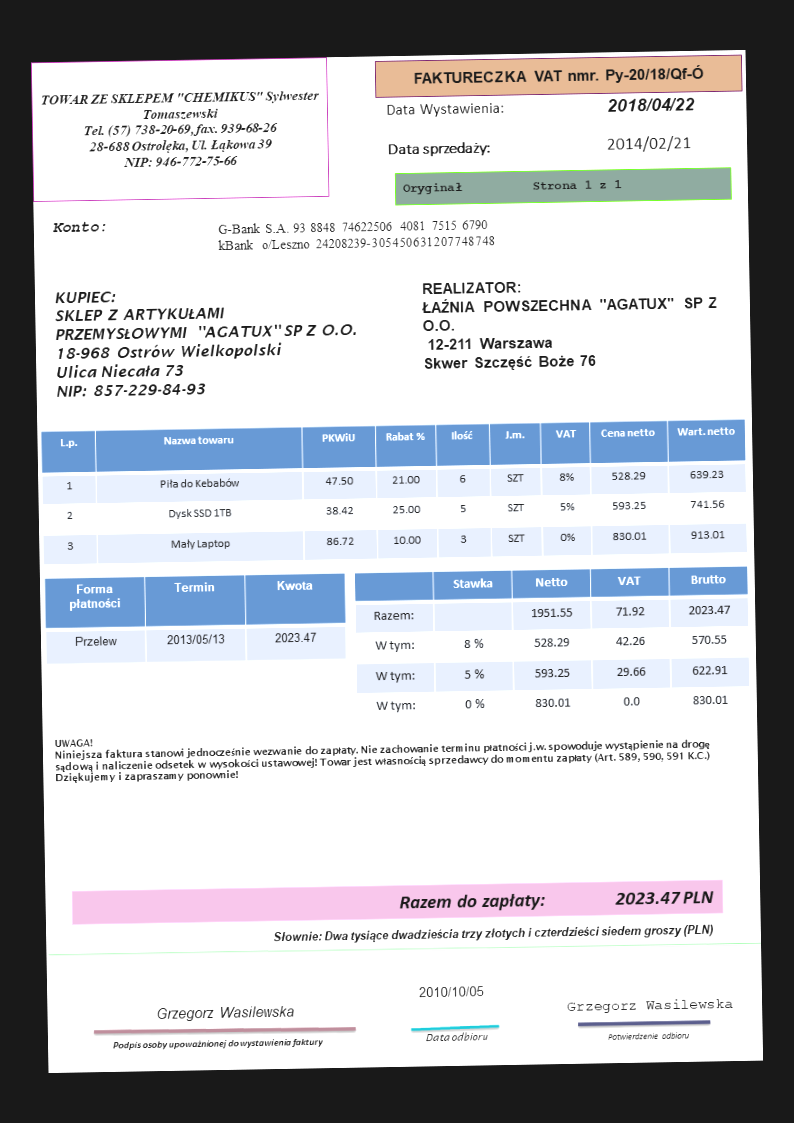 TOWAR ZE SKLEPEM "CHEMIKUS" Sylwester
Tomaszewski
Tel. (57) 738-20-69, fax. 939-68-26
28-688 Ostrołęka, Ul. Łąkowa 39
NIP: 946-772-75-66
FAKTURECZKA VAT nmr. Py-20/18/Qf-Ó
Data Wystawienia: 2018/04/22
Data sprzedaży: 2014/02/21
Oryginał Strona 1 z 1
Konto:
G-Bank S.A. 93 8848 74622506 4081 7515 6790
kBank o/Leszno 24208239-305450631207748748
KUPIEC:
SKLEP Z ARTYKUŁAMI
PRZEMYSŁOWYMI "AGATUX" SP Z O.O.
18-968 Ostrów Wielkopolski
Ulica Niecała 73
NIP: 857-229-84-93
REALIZATOR:
ŁAŹNIA POWSZECHNA "AGATUX" SP Z
O.O.
12-211 Warszawa
Skwer Szczęść Boże 76
L.p. Nazwa towaru PKWiU Rabat % Ilość J.m. VAT Cena netto Wart. netto
1 Piła do Kebabów 47.50 21.00 6 SZT 8% 528.29 639.23
2 Dysk SSD 1TB 38.42 25.00 5 SZT 5% 593.25 741.56
3 Mały Laptop 86.72 10.00 3 SZT 0% 830.01 913.01
Forma płatności Termin Kwota
Przelew 2013/05/13 2023.47
Stawka Netto VAT Brutto
Razem: 1951.55 71.92 2023.47
W tym: 8 % 528.29 42.26 570.55
W tym: 5 % 593.25 29.66 622.91
W tym: 0 % 830.01 0.0 830.01
UWAGA!
Niniejsza faktura stanowi jednocześnie wezwanie do zapłaty. Nie zachowanie terminu płatności j.w. spowoduje wystąpienie na drogę
sądową i naliczenie odsetek w wysokości ustawowej! Towar jest własnością sprzedawcy do momentu zapłaty (Art. 589, 590, 591 K.C.)
Dziękujemy i zapraszamy ponownie!
Razem do zapłaty: 2023.47 PLN
Słownie: Dwa tysiące dwadzieścia trzy złotych i czterdzieści siedem groszy (PLN)
Grzegorz Wasilewska
Podpis osoby upoważnionej do wystawienia faktury
2010/10/05
Data odbioru
Grzegorz Wasilewska
Potwierdzenie odbioru